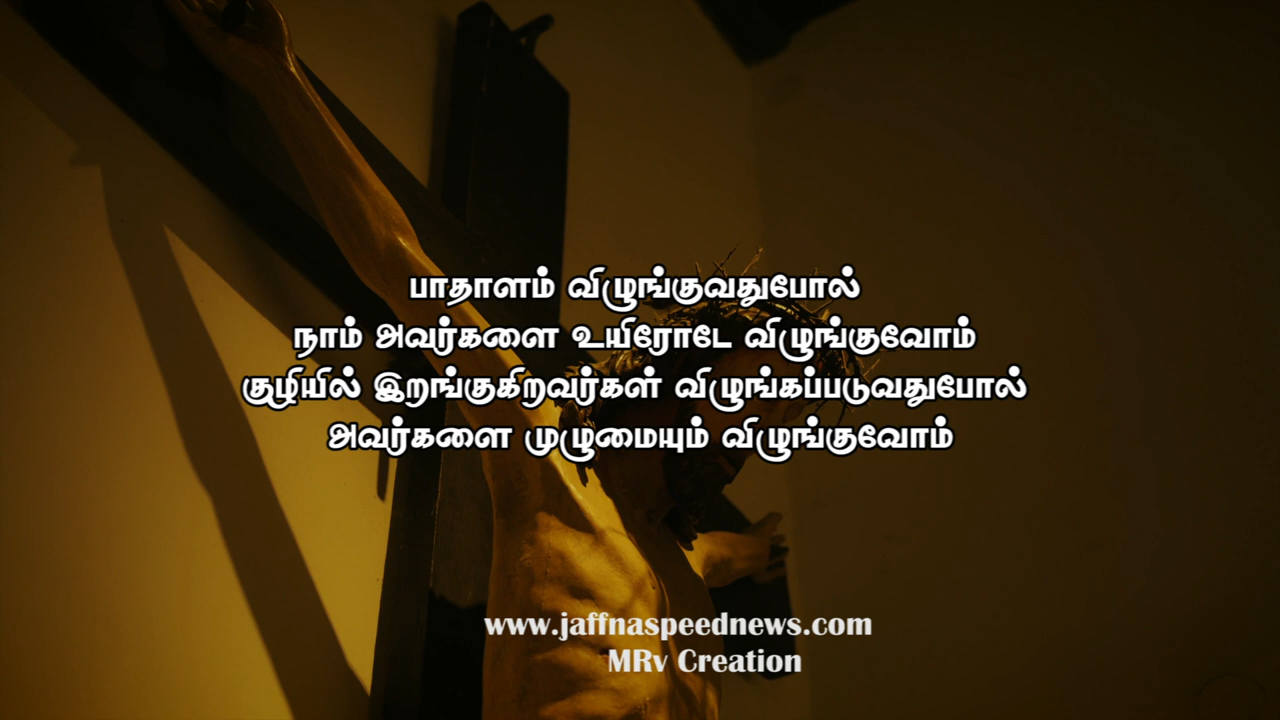 பாதாளம் விழுங்குவதுபோல்
நாம் அவர்களை உயிரோடே விழுங்குவோம்
குழியில் இறங்குகிறவர்கள் விழுங்கப்படுவதுபோல்
அவர்களை முழுமையும் விழுங்குவோம்
www.jaffnaspeednews.com
MRv Creation